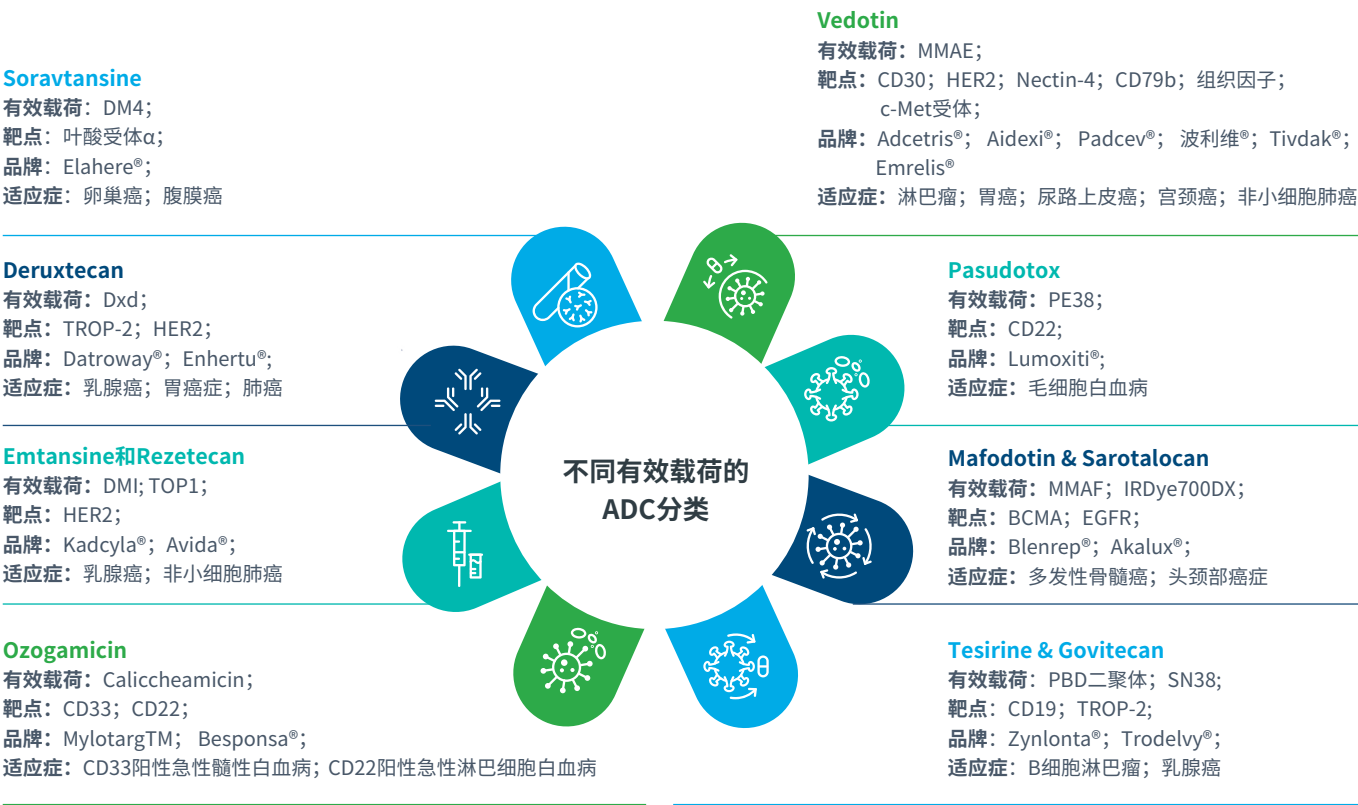 Soravtansine
有效载荷：DM4；
靶点：叶酸受体α；
品牌：Elahere®；
适应症：卵巢癌；腹膜癌
Vedotin
有效载荷：MMAE；
靶点：CD30；HER2；Nectin-4；CD79b；组织因子；
c-Met受体；
品牌：Adcetris®； Aidexi®； Padcev®； 波利维®；Tivdak®；
Emrelis®
适应症：淋巴瘤；胃癌；尿路上皮癌；宫颈癌；非小细胞肺癌
Deruxtecan
有效载荷：Dxd；
靶点：TROP-2；HER2；
品牌：Datroway®；Enhertu®;
适应症：乳腺癌；胃癌症；肺癌
Pasudotox
有效载荷：PE38；
靶点：CD22;
品牌：Lumoxiti®;
适应症：毛细胞白血病
Emtansine和Rezetecan
有效载荷：DMI; TOP1；
靶点：HER2；
品牌：Kadcyla®；Avida®；
适应症：乳腺癌；非小细胞肺癌
不同有效载荷的
ADC分类
Mafodotin & Sarotalocan
有效载荷：MMAF；IRDye700DX；
靶点：BCMA；EGFR；
品牌：Blenrep®；Akalux®；
适应症：多发性骨髓癌；头颈部癌症
Ozogamicin
有效载荷：Caliccheamicin；
靶点：CD33；CD22；
品牌：MylotargTM； Besponsa®；
适应症：CD33阳性急性髓性白血病；CD22阳性急性淋巴细胞白血病
Tesirine & Govitecan
有效载荷：PBD二聚体；SN38;
靶点：CD19；TROP-2;
品牌：Zynlonta®；Trodelvy®；
适应症：B细胞淋巴瘤；乳腺癌